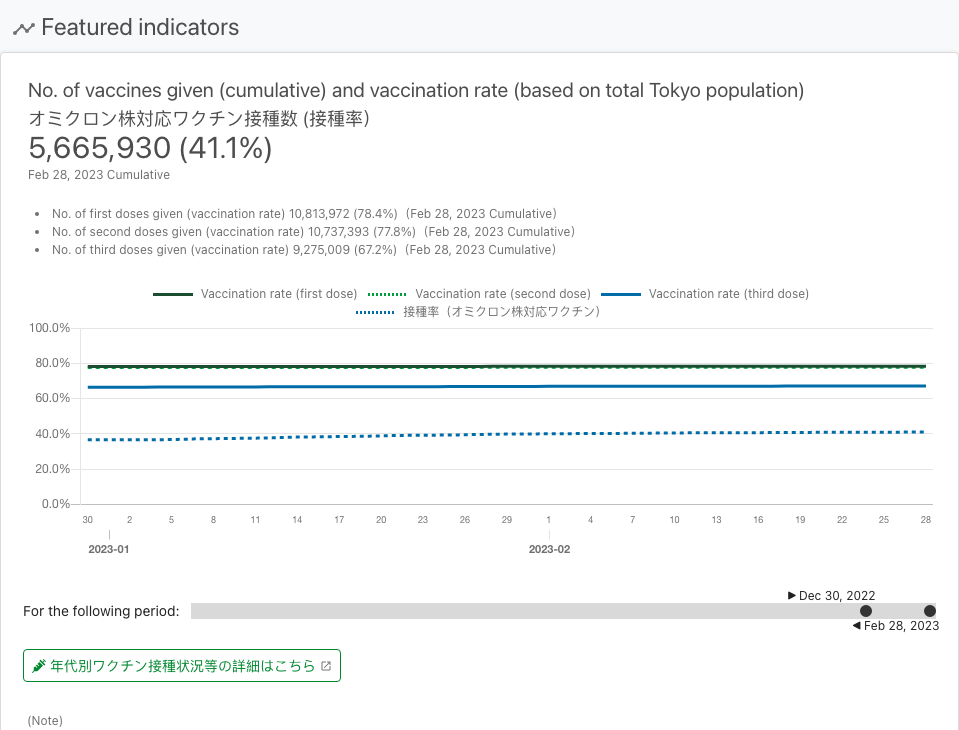 Featured indicators
No. of vaccines given (cumulative) and vaccination rate (based on total Tokyo population)
オミクロン株対応ワクチン接種数 (接種率)
5,665,930 (41.1%)
Feb 28, 2023 Cumulative
No. of first doses given (vaccination rate) 10,813,972 (78.4%)（Feb 28, 2023 Cumulative）
No. of second doses given (vaccination rate) 10,737,393 (77.8%)（Feb 28, 2023 Cumulative）
No. of third doses given (vaccination rate) 9,275,009 (67.2%)（Feb 28, 2023 Cumulative）
Vaccination rate (first dose) Vaccination rate (second dose) Vaccination rate (third dose)
接種率（オミクロン株対応ワクチン）
100.0%
80.0%
60.0%
40.0%
20.0%
0.0%
30 2 5 8 11 14 17 20 23 26 29 1 4 7 10 13 16 19 22 25 28
2023-01 2023-02
Dec 30, 2022
For the following period:
Feb 28, 2023
年代別ワクチン接種状況等の詳細はこちら
(Note)